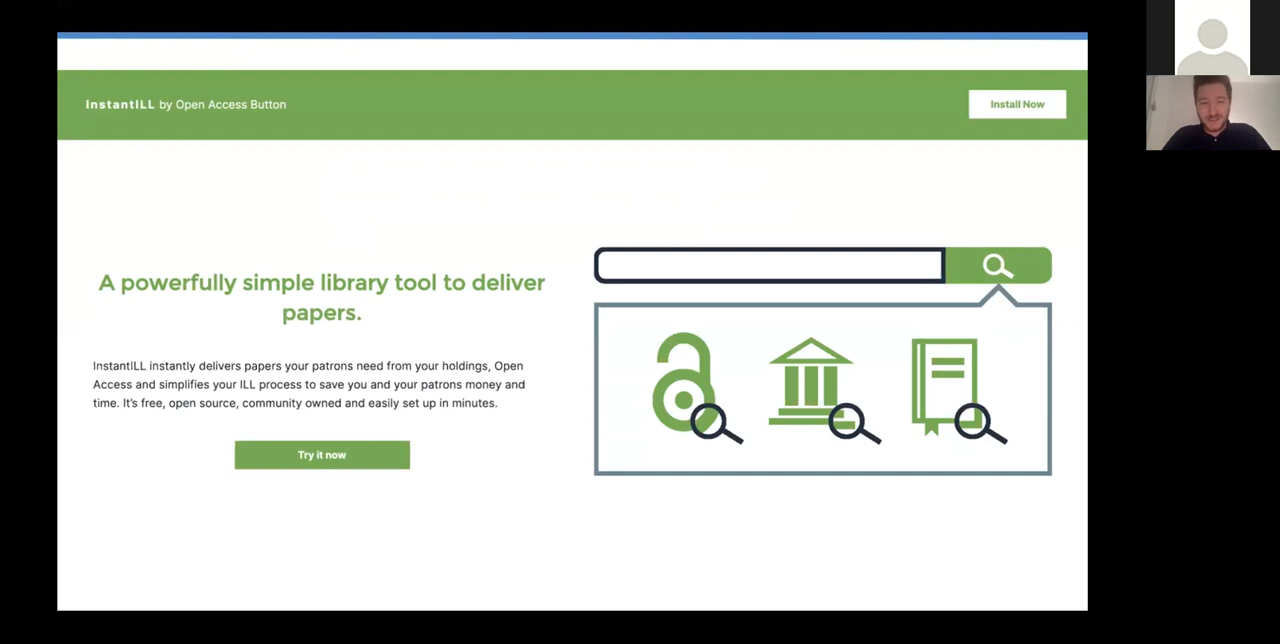 InstantILL by Open Access Button
Install Now
A powerfully simple library tool to deliver
papers.
InstantILL instantly delivers papers your patrons need from your holdings, Open
Access and simplifies your ILL process to save you and your patrons money and
time. It's free, open source, community owned and easily set up in minutes.
Try it now